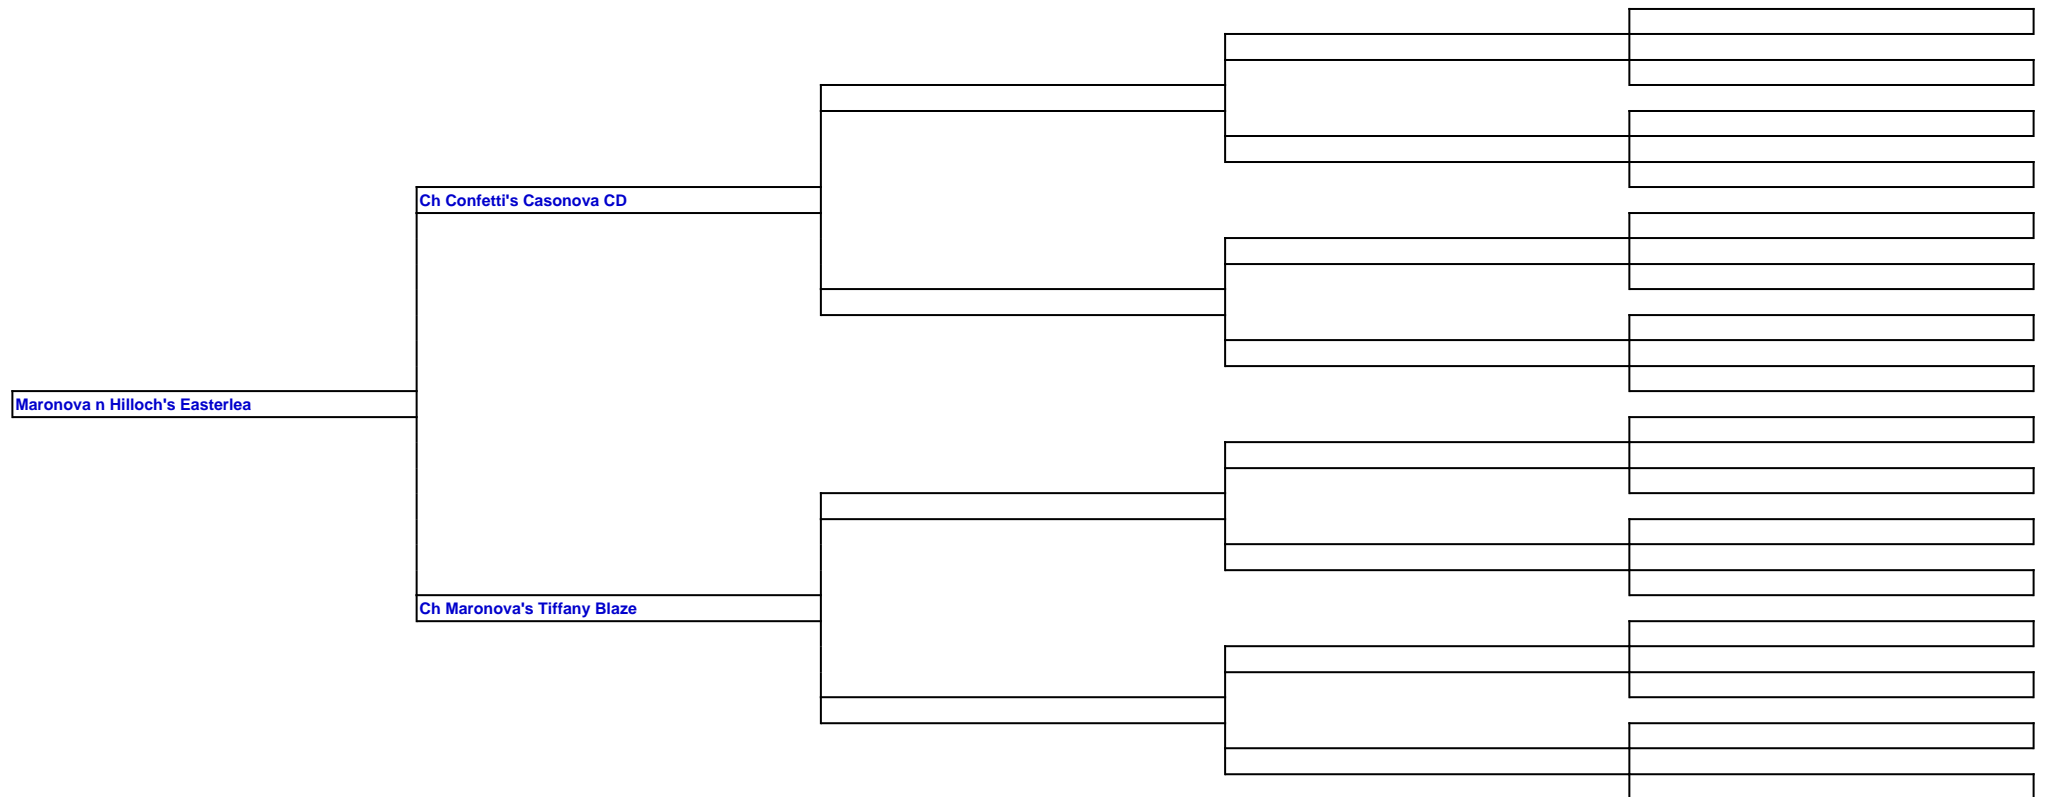 Ch Confetti's Casonova CD
Maronova n Hilloch's Easterlea
Ch Maronova's Tiffany Blaze